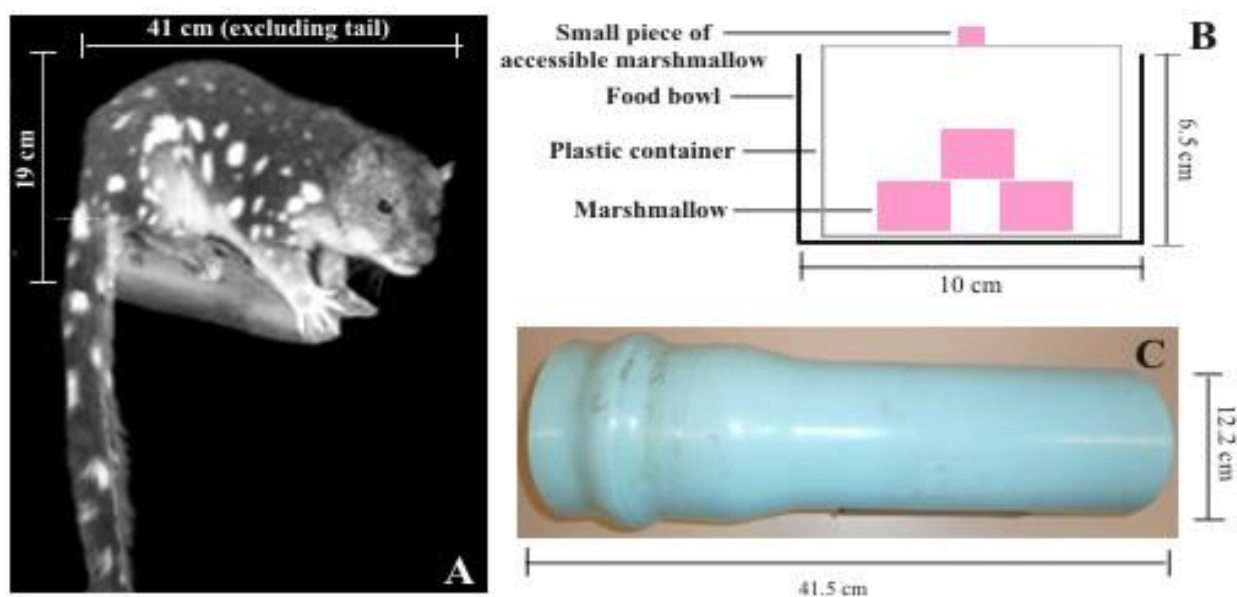 41 cm (excluding tail)
19 cm
A
Small piece of
accessible marshmallow
Food bowl
Plastic container
Marshmallow
B
6.5 cm
10 cm
C
12.2 cm
41.5 cm